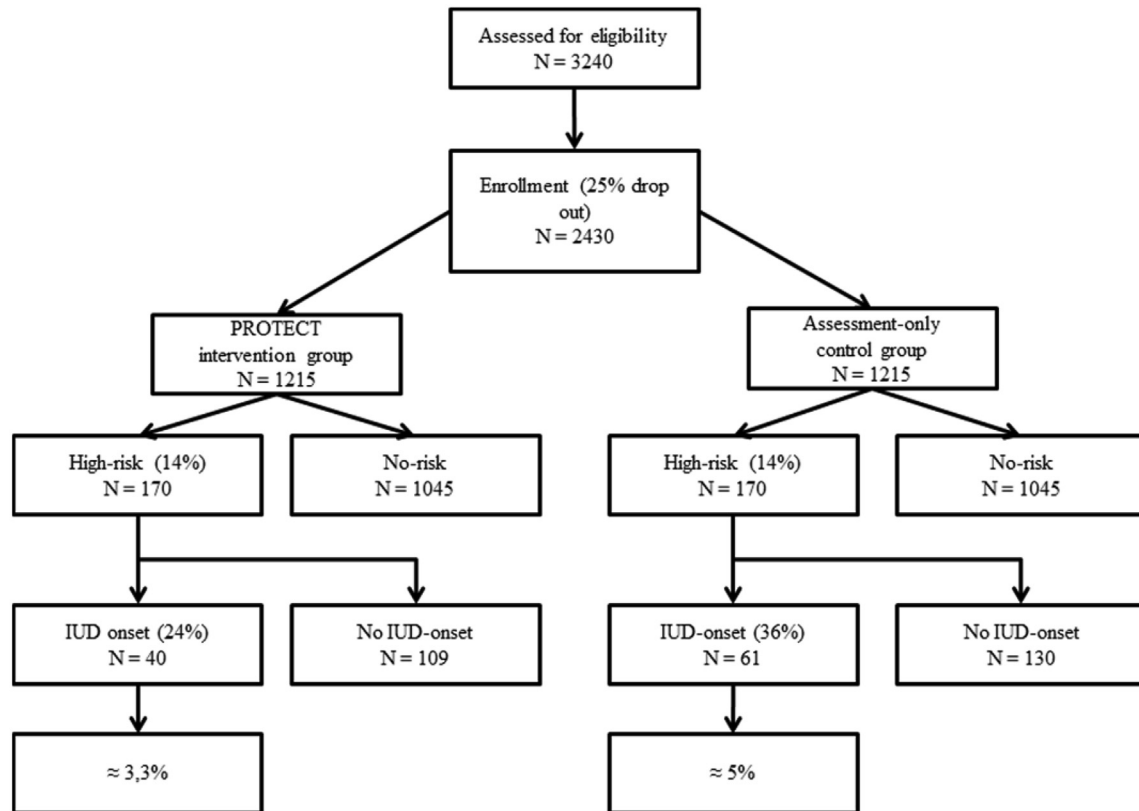 Assessed for eligibility
N = 3240
Enrollment (25% drop
out)
N = 2430
PROTECT
intervention group
N = 1215
Assessment-only
control group
N = 1215
High-risk (14%)
N = 170
No-risk
N = 1045
High-risk (14%)
N = 170
No-risk
N = 1045
IUD onset (24%)
N = 40
No IUD-onset
N = 109
IUD-onset (36%)
N = 61
No IUD-onset
N = 130
≈ 3,3%
≈ 5%